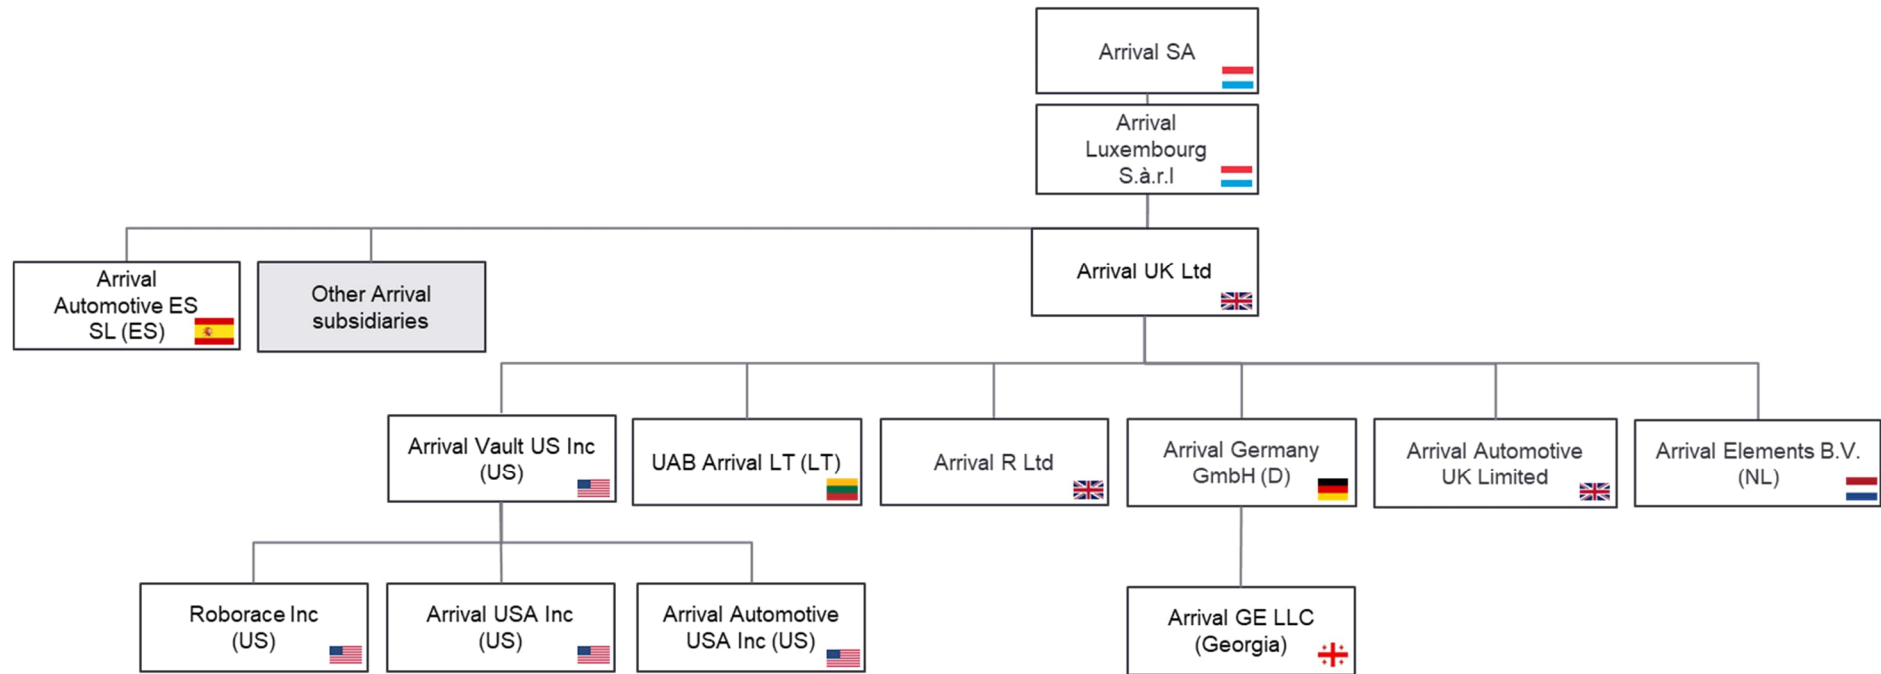 Arrival SA
Arrival
Luxembourg
S.à.r.l
Arrival
Automotive ES
SL (ES)
Other Arrival
subsidiaries
Arrival UK Ltd
Arrival Vault US Inc
(US)
UAB Arrival LT (LT)
Arrival R Ltd
Arrival Germany
GmbH (D)
Arrival Automotive
UK Limited
Arrival Elements B.V.
(NL)
Roborace Inc
(US)
Arrival USA Inc
(US)
Arrival Automotive
USA Inc (US)
Arrival GE LLC
(Georgia)